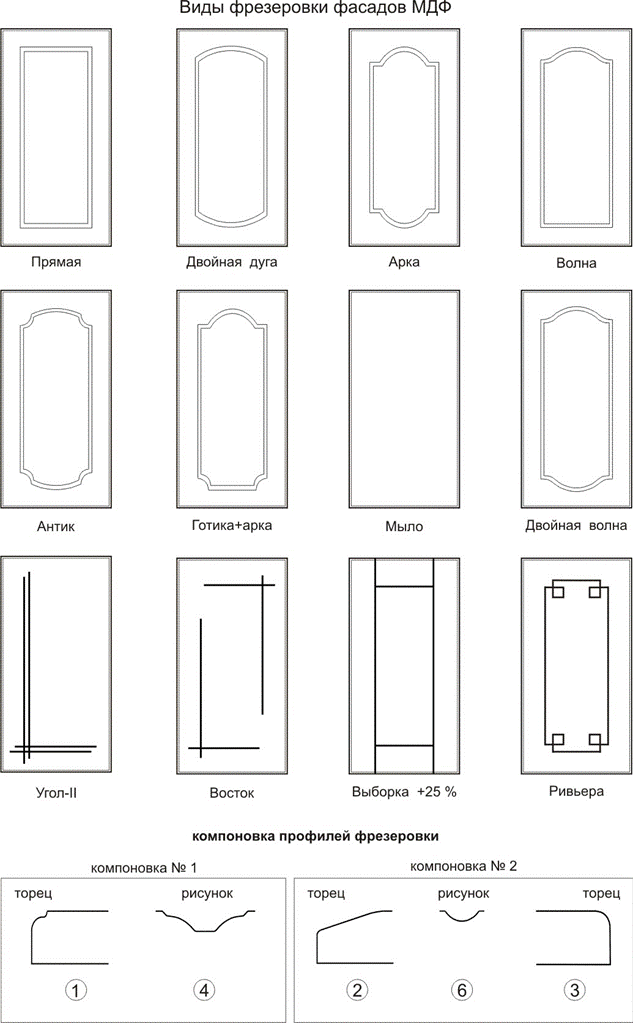 Виды фрезеровки фасадов МДФ
Прямая
Двойная дуга
Арка
Волна
Антик
Готика+арка
Мыло
Двойная волна
Угол-II
Восток
Выборка +25 %
Ривьера
компоновка профилей фрезеровки
компоновка № 1
компоновка № 2
торец
рисунок
торец
рисунок
торец
1
4
2
6
3